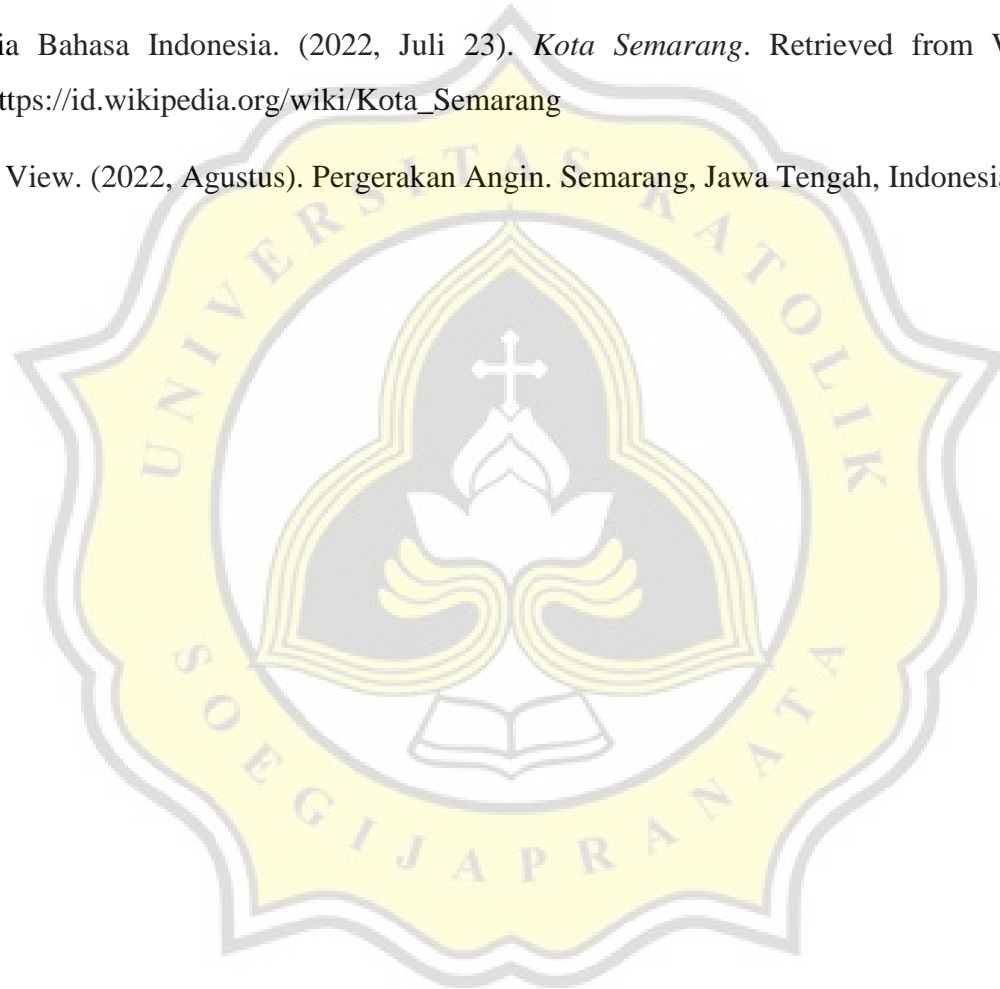 ia Bahasa Indonesia. (2022, Juli 23). Kota Semarang. Retrieved from
ttps://id.wikipedia.org/wiki/Kota_Semarang
View. (2022, Agustus). Pergerakan Angin. Semarang, Jawa Tengah, Indonesia
UNIVERSITAS KATOLIK
SOEGIJAPRANATA